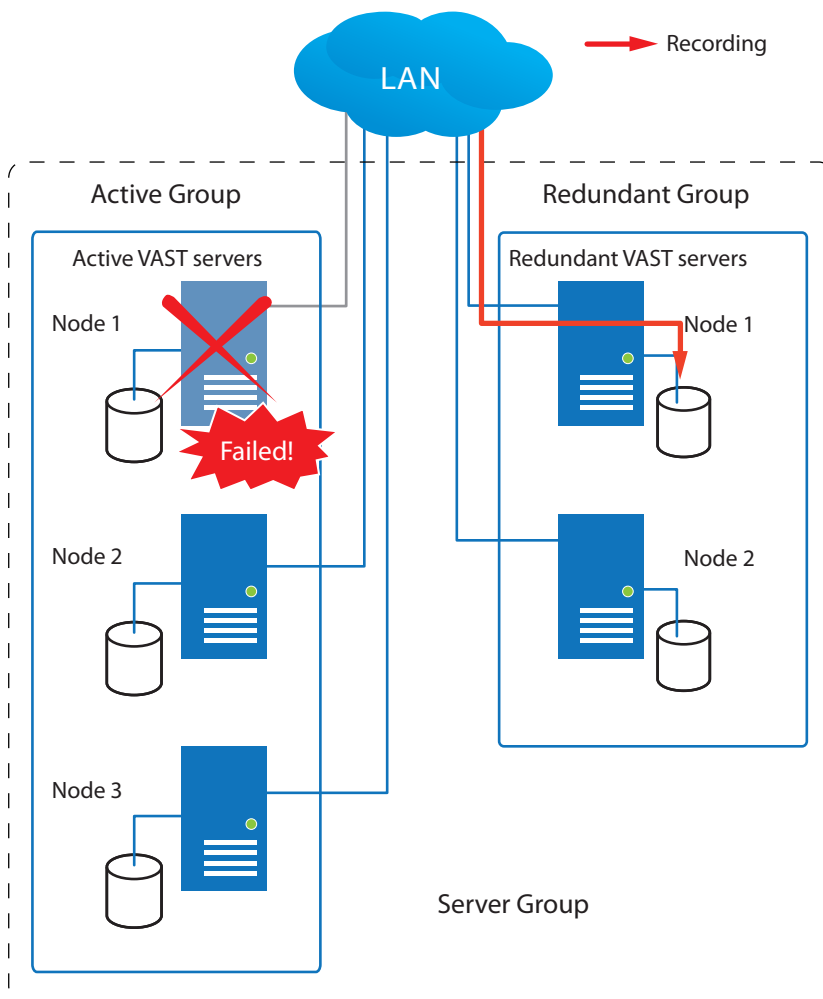 LAN
Recording
Active Group
Redundant Group
Active VAST servers
Redundant VAST servers
Node 1
Node 1
Failed!
Node 2
Node 2
Node 3
Server Group